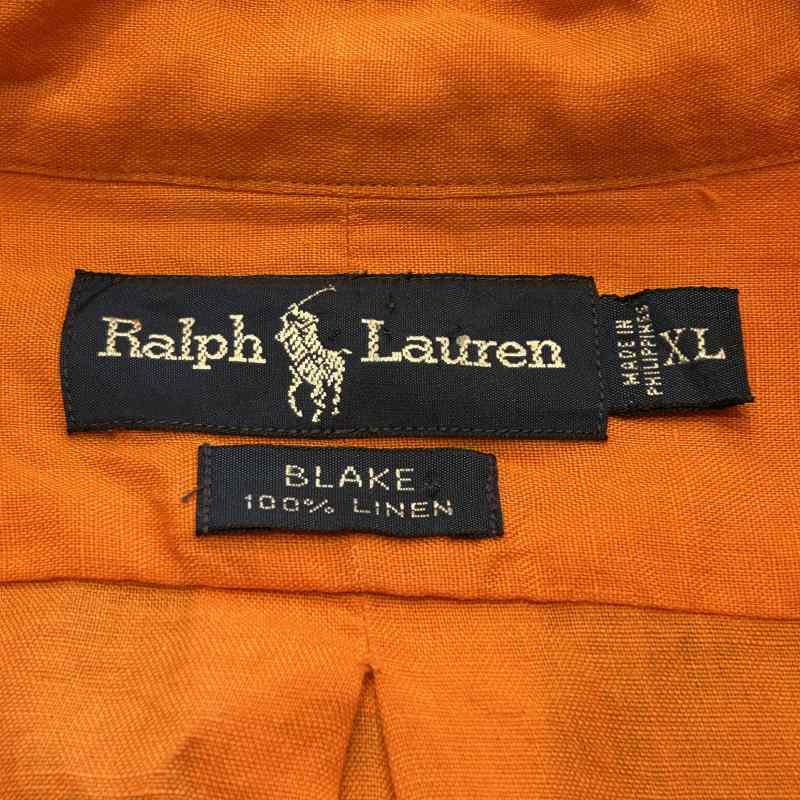 Ralph Lauren
MADE IN
PHILIPPINES
XL
BLAKE
100% LINEN